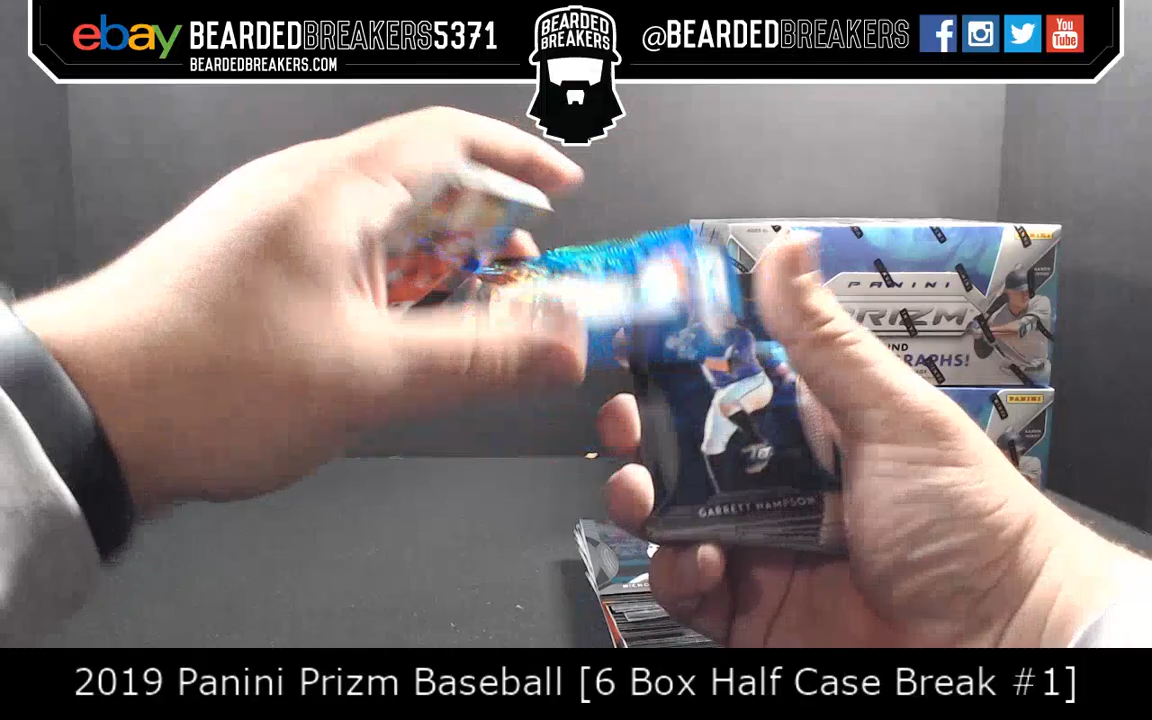 ebay BEARDEDBREAKERS5371
BEARDEDBREAKERS.COM
BEARDED
BREAKERS
@BEARDEDBREAKERS
You
Tube
PANINI
PRIZM
PANINI
GARRETT HAMPSON
2019 Panini Prizm Baseball [6 Box Half Case Break #1]